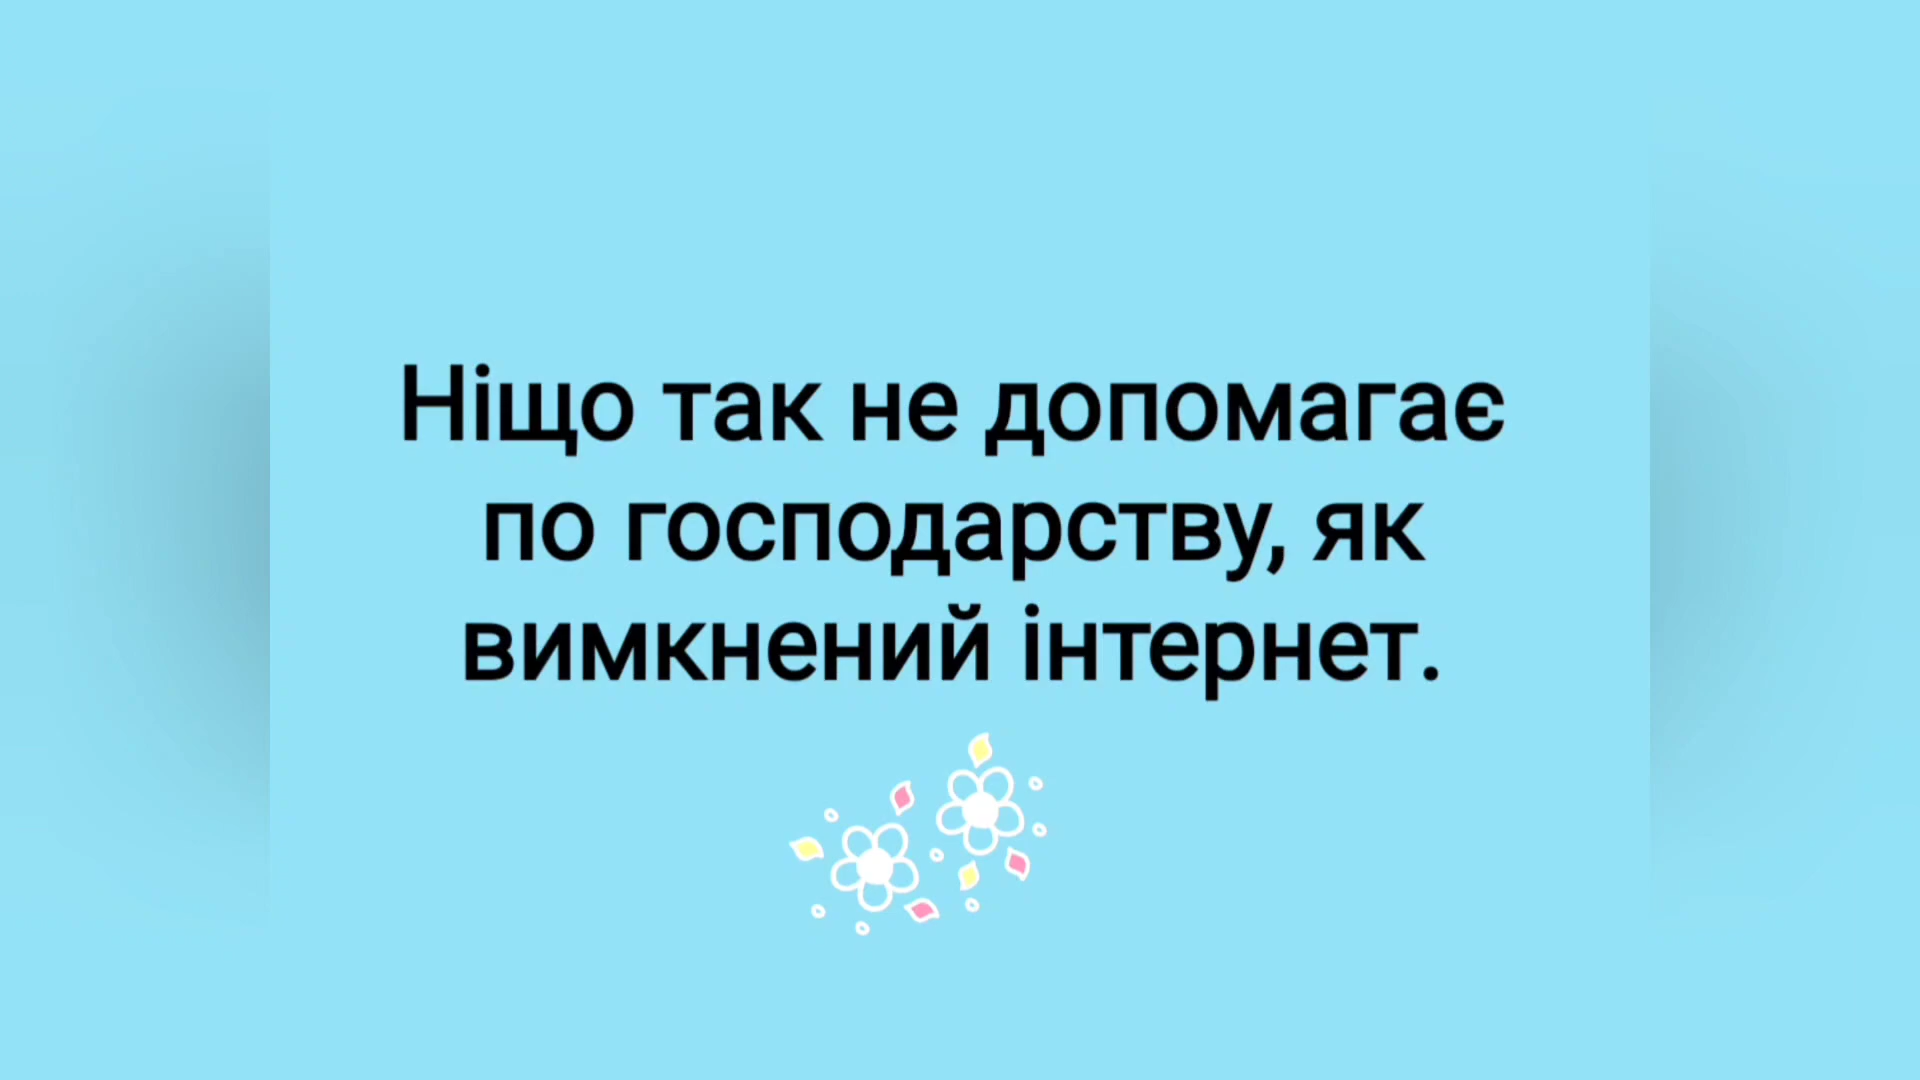 Ніщо так не допомагає
по господарству, як
вимкнений інтернет.